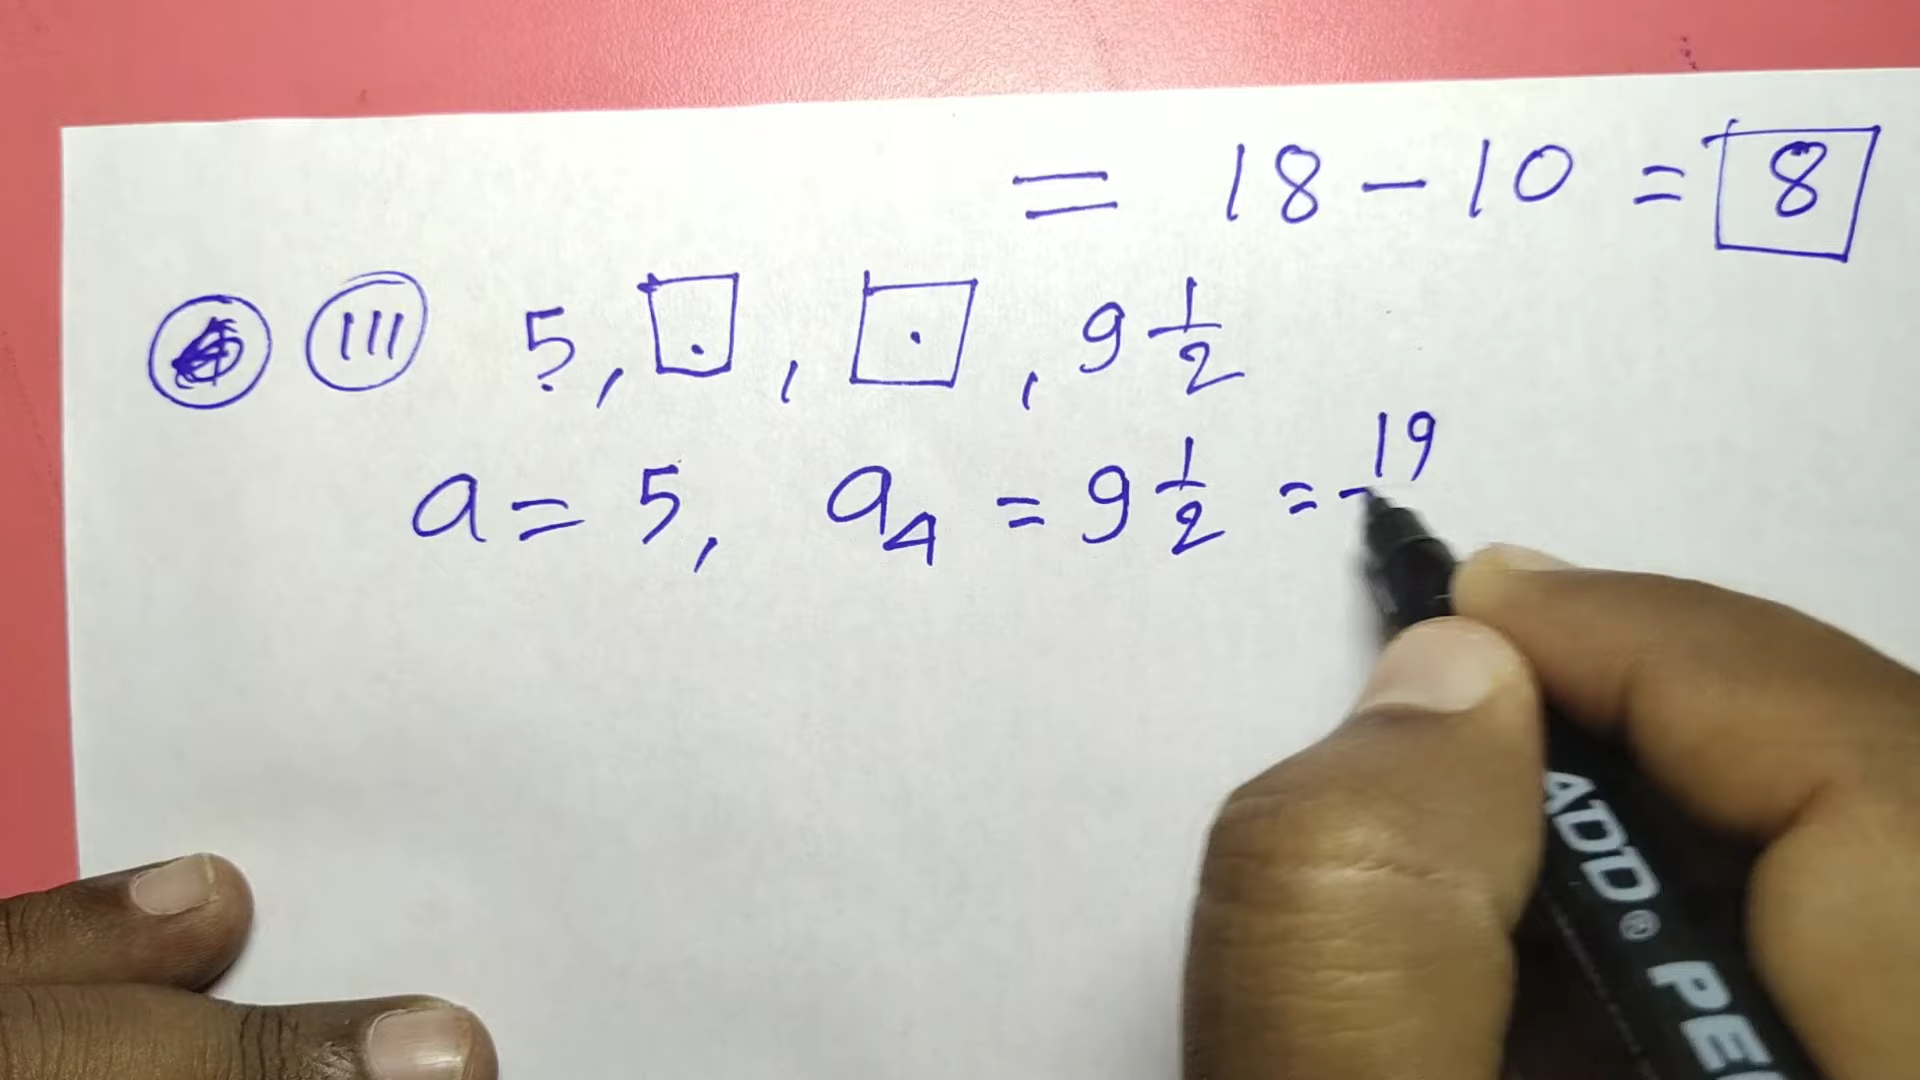 = 18 - 10 = 8
III 5, , , 9 1/2
a = 5, a4 = 9 1/2 = 19
ADD® PE